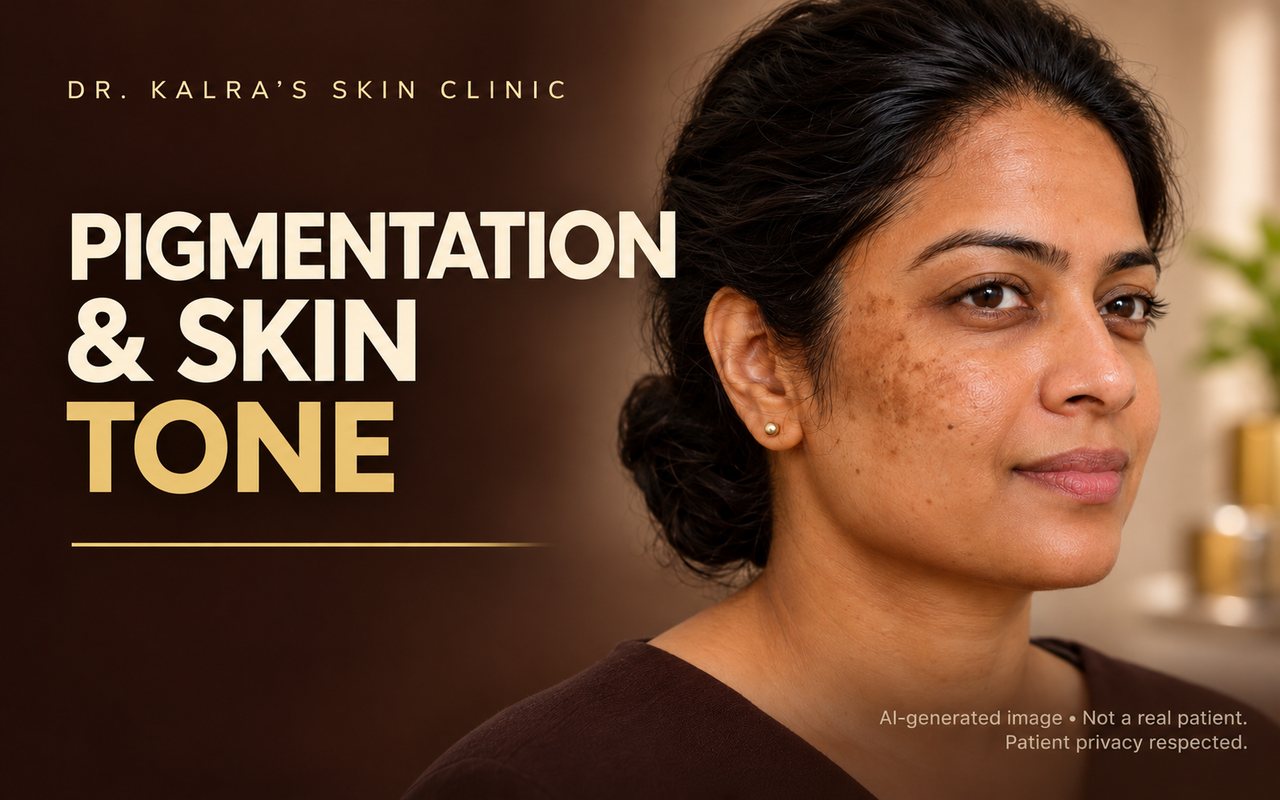 DR. KALRA'S SKIN CLINIC
PIGMENTATION
& SKIN
TONE
AI-generated image • Not a real patient.
Patient privacy respected.